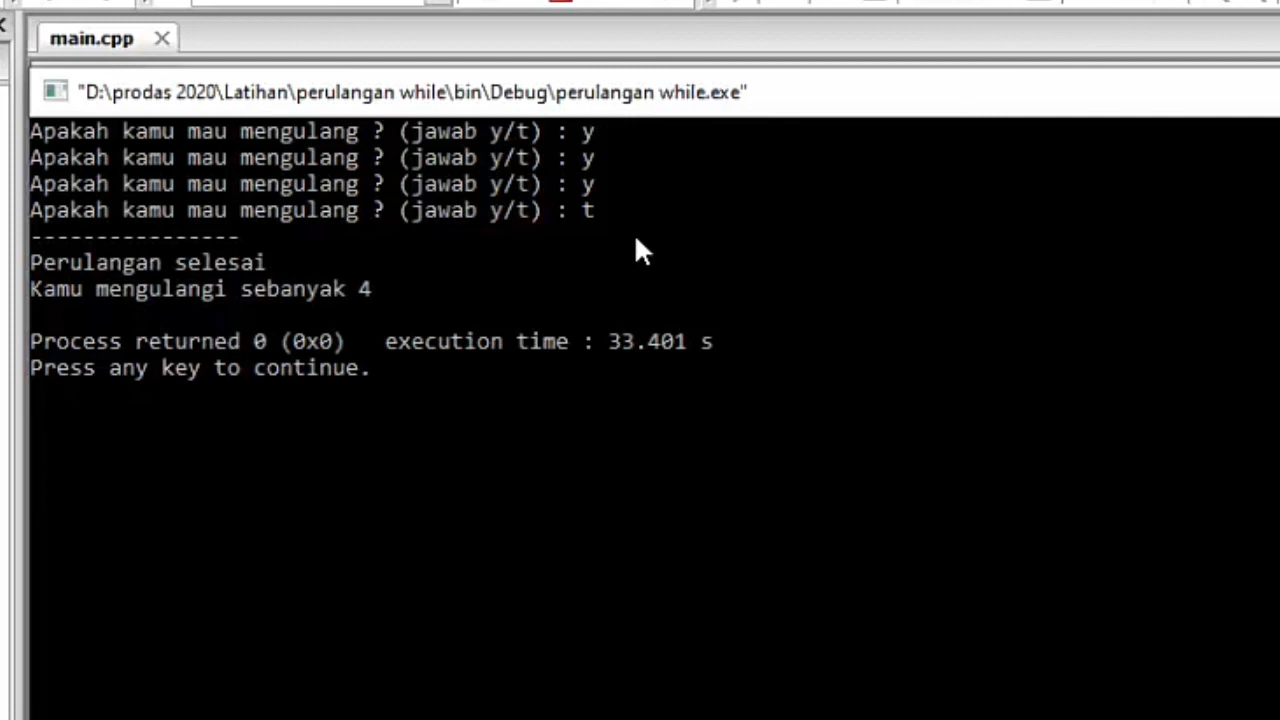 main.cpp
"D:\prodas 2020\Latihan\perulangan while\bin\Debug\perulangan while.exe"
Apakah kamu mau mengulang ? (jawab y/t) : y
Apakah kamu mau mengulang ? (jawab y/t) : y
Apakah kamu mau mengulang ? (jawab y/t) : y
Apakah kamu mau mengulang ? (jawab y/t) : t
----------------
Perulangan selesai
Kamu mengulangi sebanyak 4
Process returned 0 (0x0)   execution time : 33.401 s
Press any key to continue.